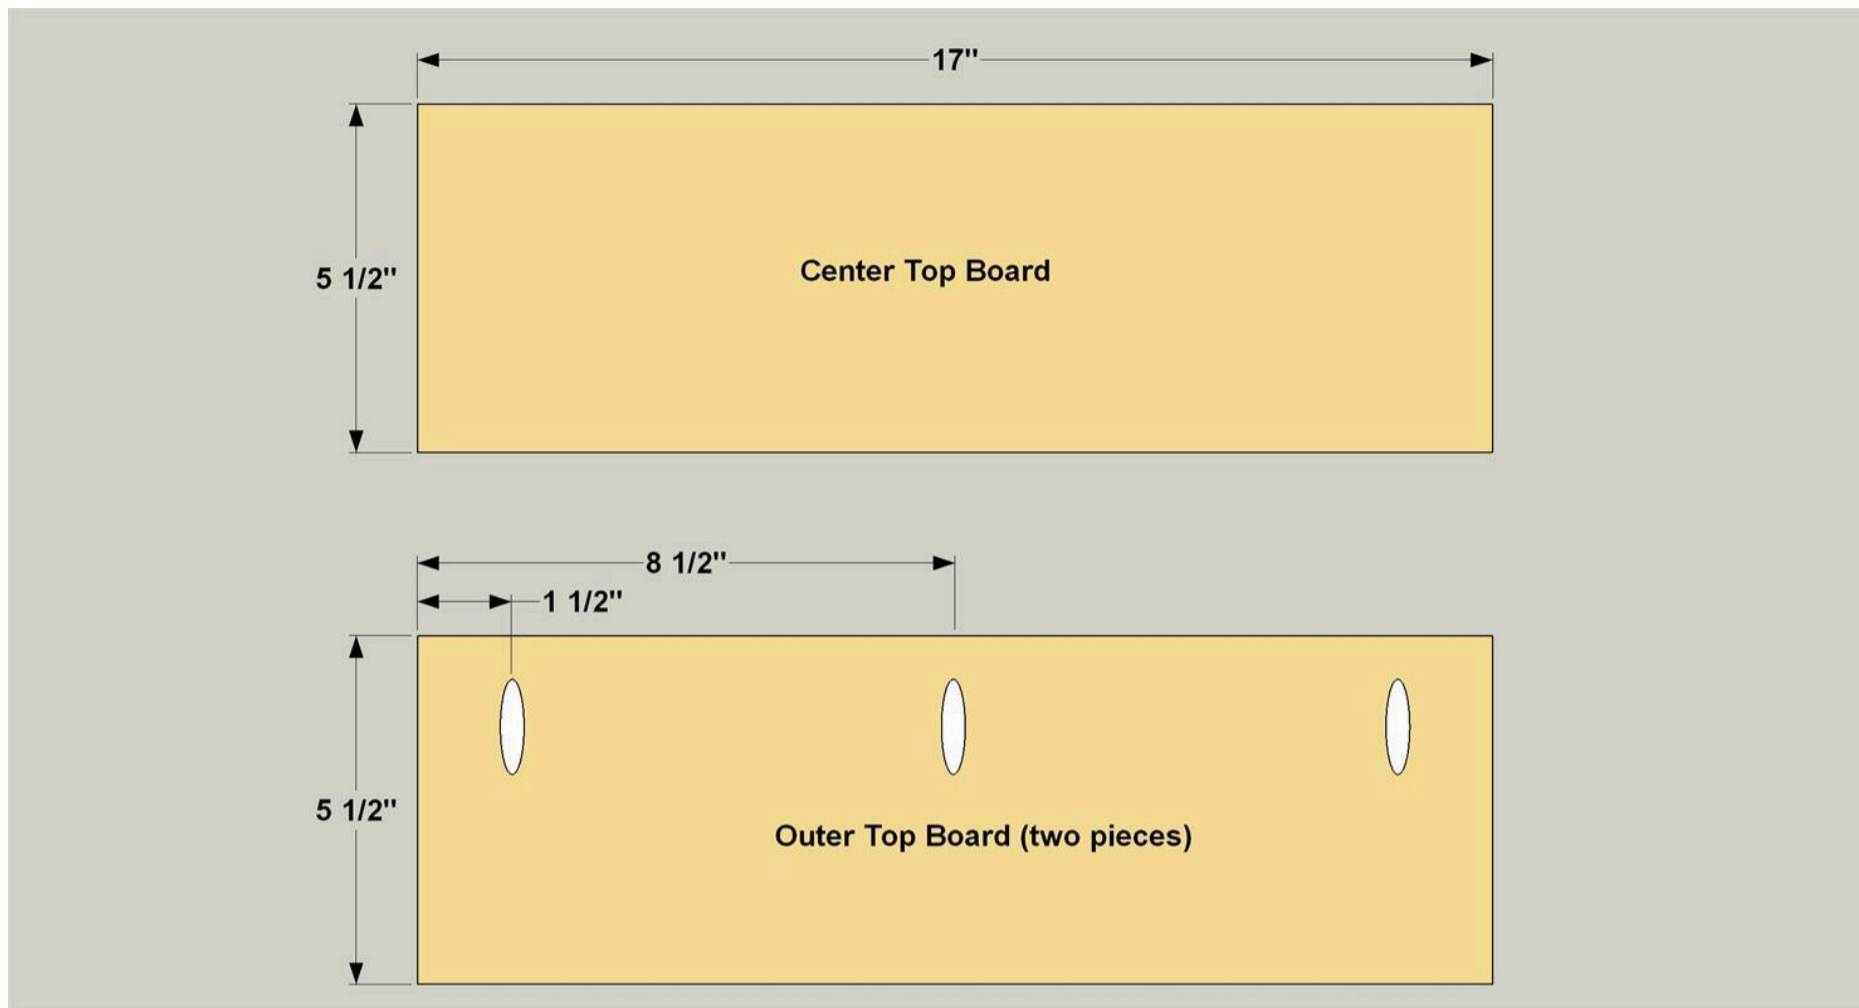 17"
5 1/2"
Center Top Board
8 1/2"
1 1/2"
5 1/2"
Outer Top Board (two pieces)